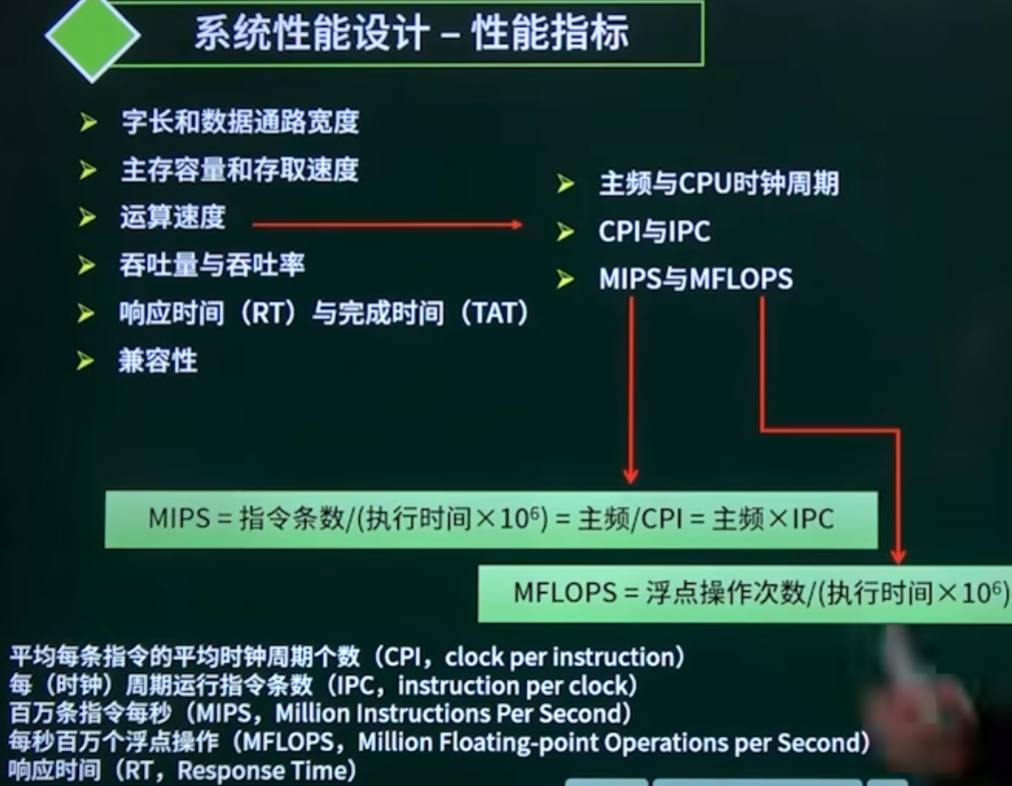 系统性能设计 – 性能指标
字长和数据通路宽度
主存容量和存取速度
运算速度
吞吐量与吞吐率
响应时间（RT）与完成时间（TAT）
兼容性
主频与CPU时钟周期
CPI与IPC
MIPS与MFLOPS
MIPS = 指令条数/(执行时间×10⁶) = 主频/CPI = 主频×IPC
MFLOPS = 浮点操作次数/(执行时间×10⁶)
平均每条指令的平均时钟周期个数（CPI，clock per instruction）
每（时钟）周期运行指令条数（IPC，instruction per clock）
百万条指令每秒（MIPS，Million Instructions Per Second）
每秒百万个浮点操作（MFLOPS，Million Floating-point Operations per Second）
响应时间（RT，Response Time）